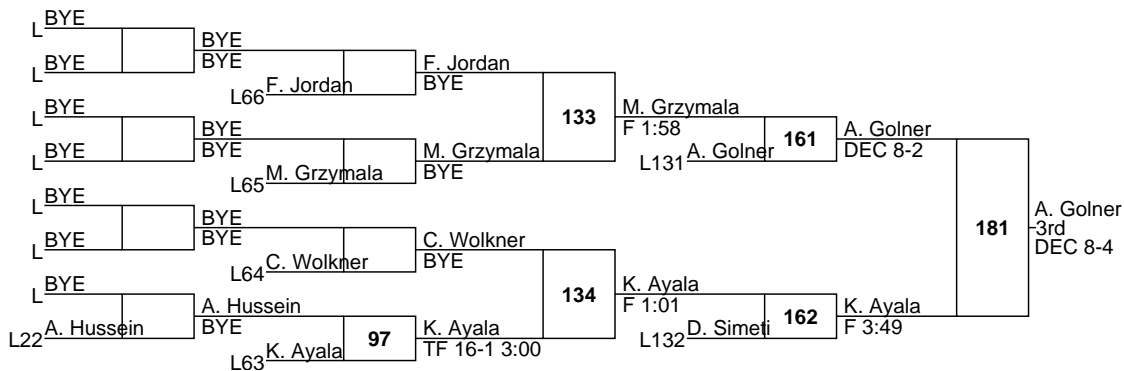 BYE
L
BYE
BYE
BYE
L
F. Jordan
BYE
L66
F. Jordan
BYE
L
133
M. Grzymala
F 1:58
BYE
BYE
BYE
L
161
A. Golner
DEC 8-2
L131
A. Golner
M. Grzymala
BYE
L65
M. Grzymala
BYE
L
181
A. Golner
3rd
DEC 8-4
BYE
BYE
BYE
L
C. Wolkner
BYE
L64
C. Wolkner
BYE
L
134
K. Ayala
F 1:01
A. Hussein
BYE
L22
A. Hussein
162
K. Ayala
F 3:49
L132
D. Simeti
97
K. Ayala
TF 16-1 3:00
L63
K. Ayala